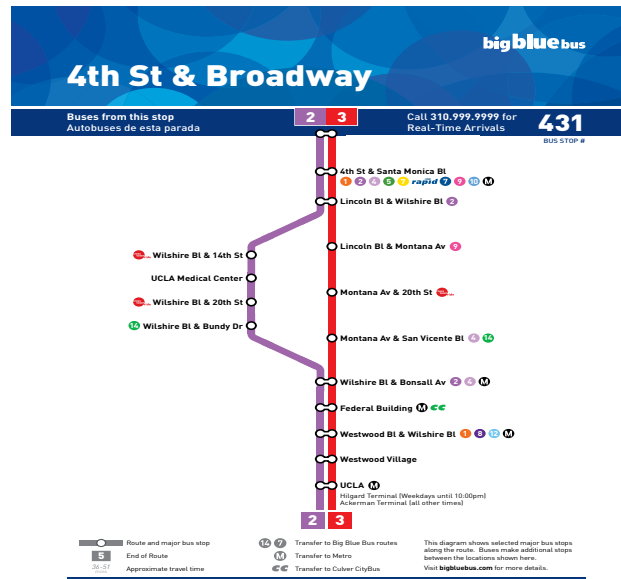 big blue bus
4th St & Broadway
Buses from this stop
Autobuses de esta parada
2 3
Call 310.999.9999 for
Real-Time Arrivals
431
BUS STOP #
4th St & Santa Monica Bl
1 2 4 5 7 rapid 7 9 10 M
Lincoln Bl & Wilshire Bl 2
Lincoln Bl & Montana Av 9
Wilshire Bl & 14th St
UCLA Medical Center
Montana Av & 20th St
Wilshire Bl & 20th St
14 Wilshire Bl & Bundy Dr
Montana Av & San Vicente Bl 4 14
Wilshire Bl & Bonsall Av 2 4 M
Federal Building M CC
Westwood Bl & Wilshire Bl 1 8 12 M
Westwood Village
UCLA M
Hilgard Terminal (Weekdays until 10:00pm)
Ackerman Terminal (all other times)
2 3
Route and major bus stop
5 End of Route
36-51 Approximate travel time
14 7 Transfer to Big Blue Bus routes
M Transfer to Metro
CC Transfer to Culver CityBus
This diagram shows selected major bus stops
along the route. Buses make additional stops
between the locations shown here.
Visit bigbluebus.com for more details.